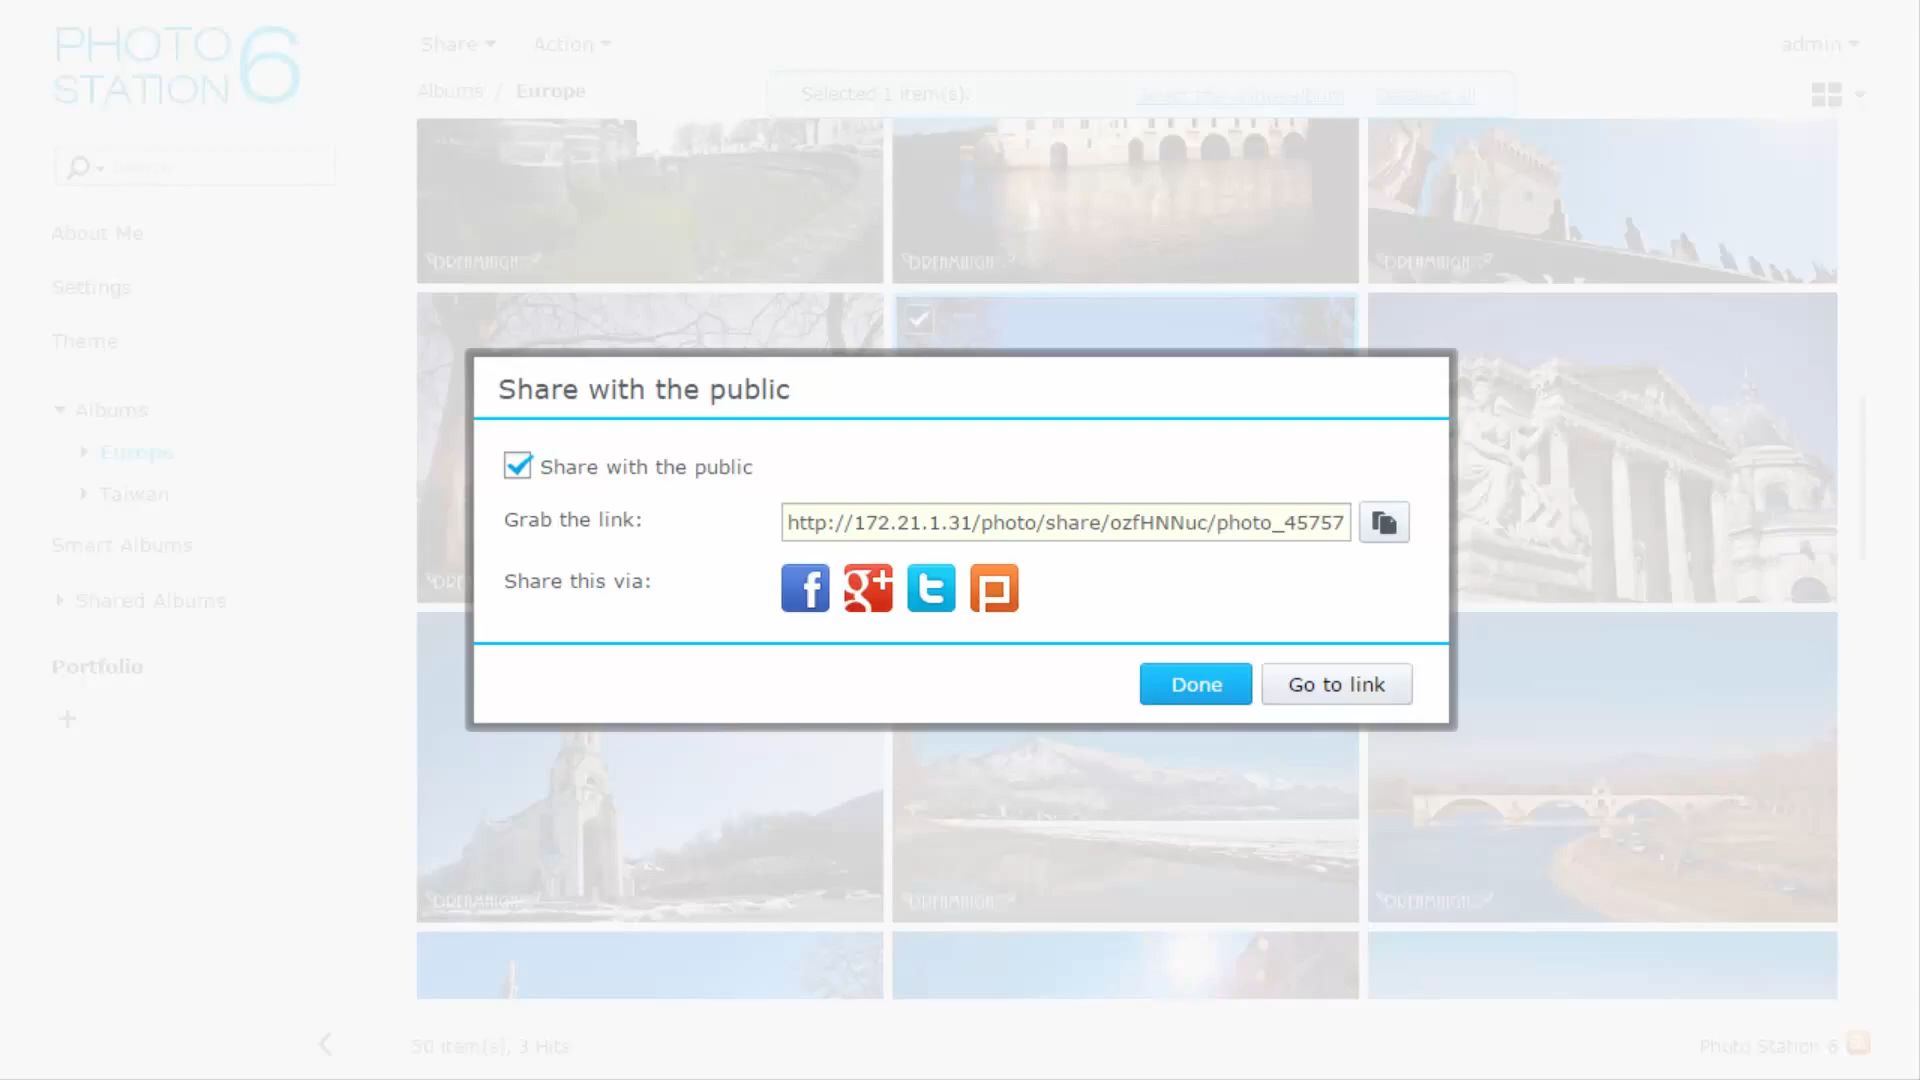 PHOTO
STATION 6
Share
Action
admin
Albums / Europe
Selected 1 item(s):
About Me
Settings
Theme
Albums
Europe
Taiwan
Smart Albums
Shared Albums
Portfolio
+
Share with the public
Share with the public
Grab the link:
http://172.21.1.31/photo/share/ozfHNNuc/photo_45757
Share this via:
Done
Go to link
50 item(s), 3 Hits
Photo Station 6